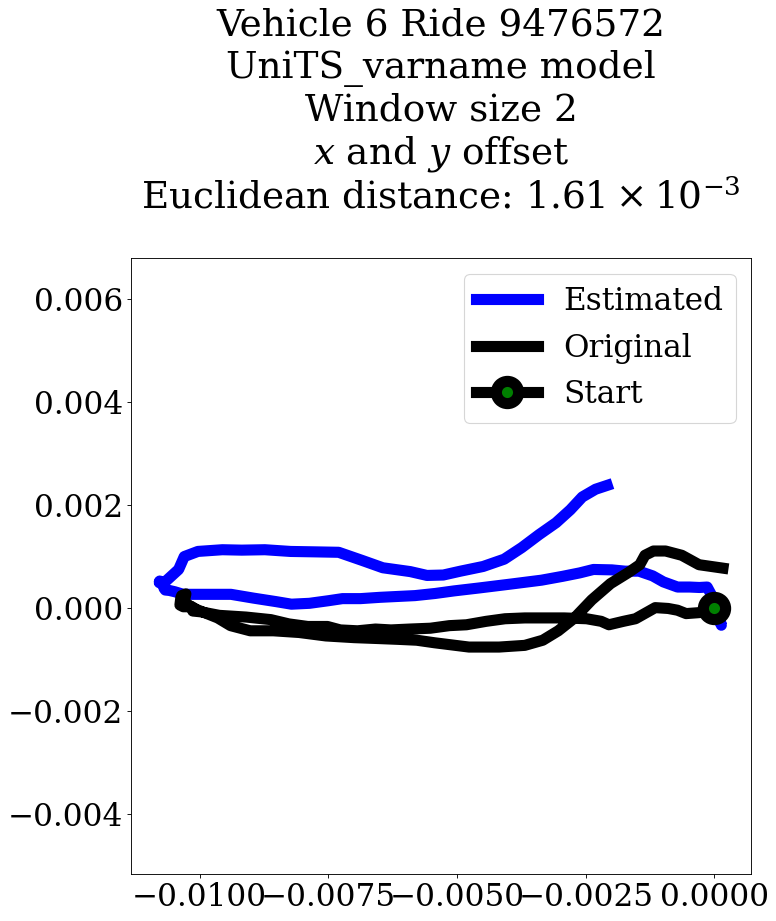 Vehicle 6 Ride 9476572
UniTS_varname model
Window size 2
x and y offset
Euclidean distance: 1.61 × 10⁻³
Estimated
Original
Start
0.006
0.004
0.002
0.000
−0.002
−0.004
−0.0100 −0.0075 −0.0050 −0.0025 0.0000